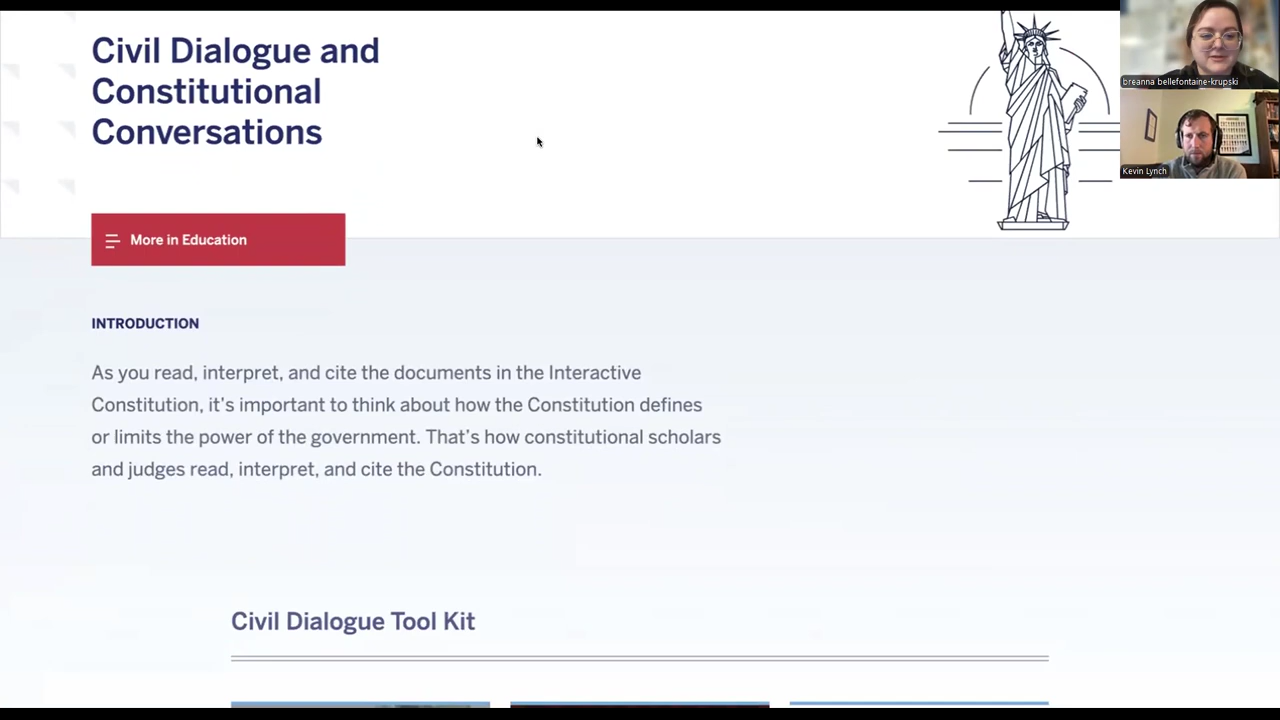 Civil Dialogue and
Constitutional
Conversations
breanna bellefontaine-krupski
Kevin Lynch
More in Education
INTRODUCTION
As you read, interpret, and cite the documents in the Interactive
Constitution, it's important to think about how the Constitution defines
or limits the power of the government. That's how constitutional scholars
and judges read, interpret, and cite the Constitution.
Civil Dialogue Tool Kit